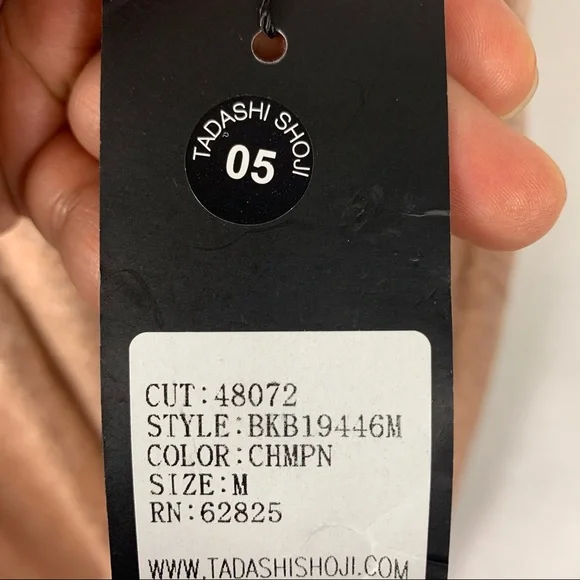 TADASHI SHOJI
05
CUT:48072
STYLE:BKB19446M
COLOR:CHMPN
SIZE:M
RN:62825
WWW.TADASHISHOJI.COM